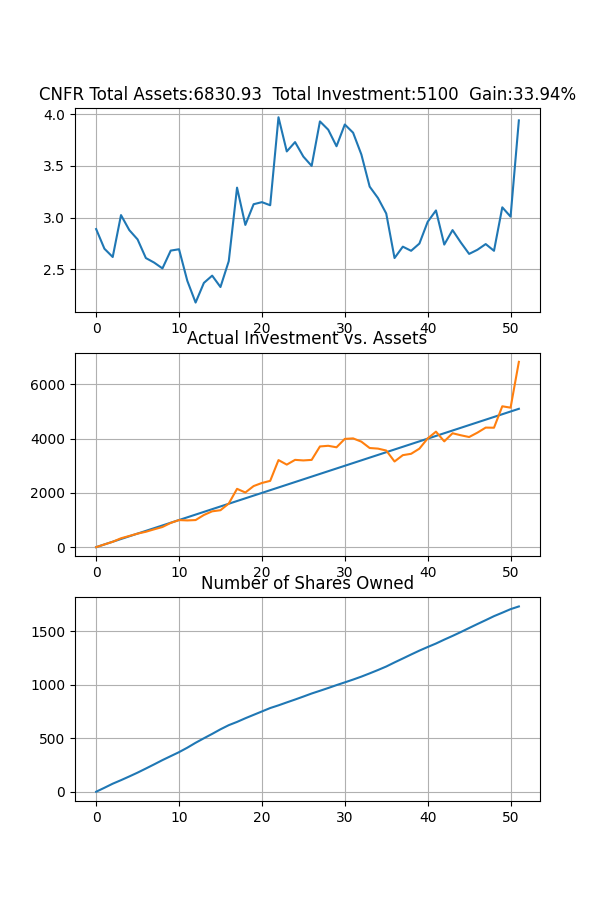 CNFR Total Assets:6830.93  Total Investment:5100  Gain:33.94%
4.0
3.5
3.0
2.5
0 10 20 30 40 50
Actual Investment vs. Assets
6000
4000
2000
0
0 10 20 30 40 50
Number of Shares Owned
1500
1000
500
0
0 10 20 30 40 50